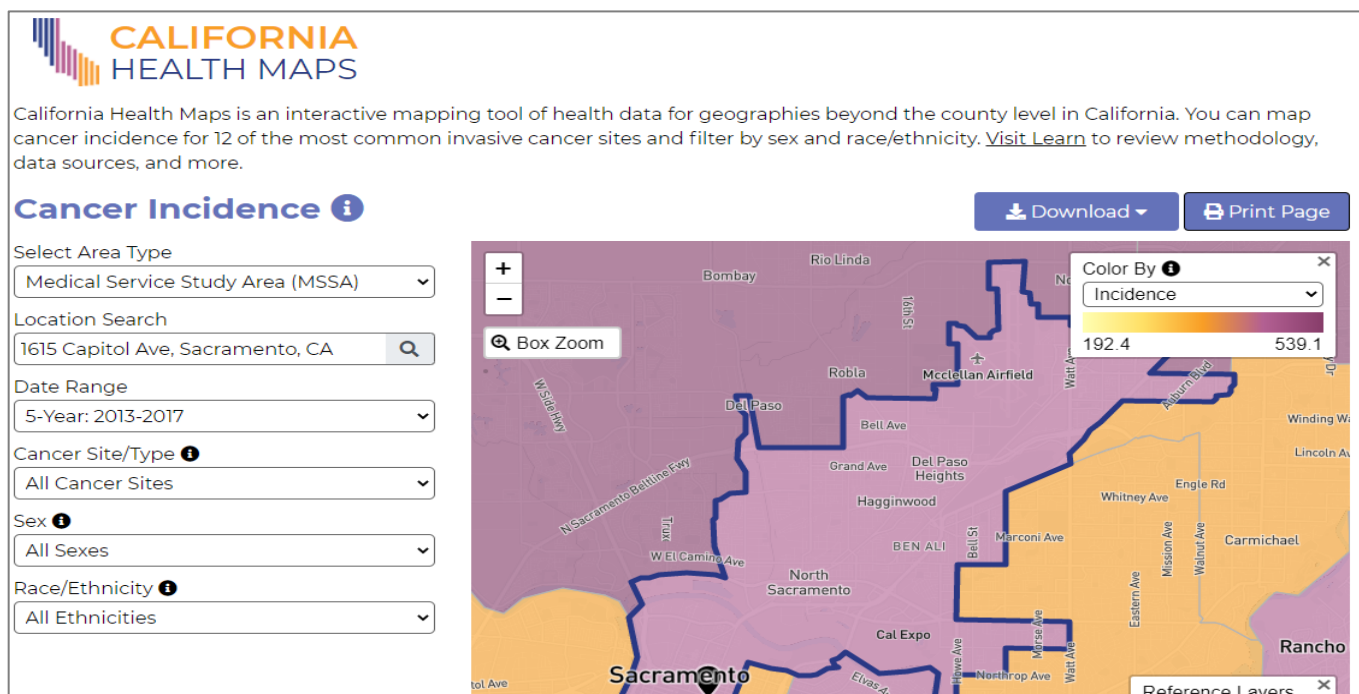 CALIFORNIA
HEALTH MAPS
California Health Maps is an interactive mapping tool of health data for geographies beyond the county level in California. You can map
cancer incidence for 12 of the most common invasive cancer sites and filter by sex and race/ethnicity. Visit Learn to review methodology,
data sources, and more.
Cancer Incidence
Download
Print Page
Select Area Type
Medical Service Study Area (MSSA)
Location Search
1615 Capitol Ave, Sacramento, CA
Date Range
5-Year: 2013-2017
Cancer Site/Type
All Cancer Sites
Sex
All Sexes
Race/Ethnicity
All Ethnicities
+
−
Box Zoom
Color By
Incidence
192.4
539.1
Rio Linda
Bombay
16th St
Robla
Mcclellan Airfield
Watt Ave
Auburn Blvd
W Side Hwy
Del Paso
Bell Ave
Winding
Lincoln
Grand Ave
Del Paso
Heights
N Sacramento Beltline Fwy
Engle Rd
Whitney Ave
Hagginwood
Trux
BEN ALI
Bell St
Marconi Ave
Mission Ave
Walnut Ave
Carmichael
W El Camino Ave
North
Sacramento
Eastern Ave
Cal Expo
Morse Ave
Howe Ave
Watt Ave
Rancho
Sacramento
Elvas
Northrop Ave
Reference Layers